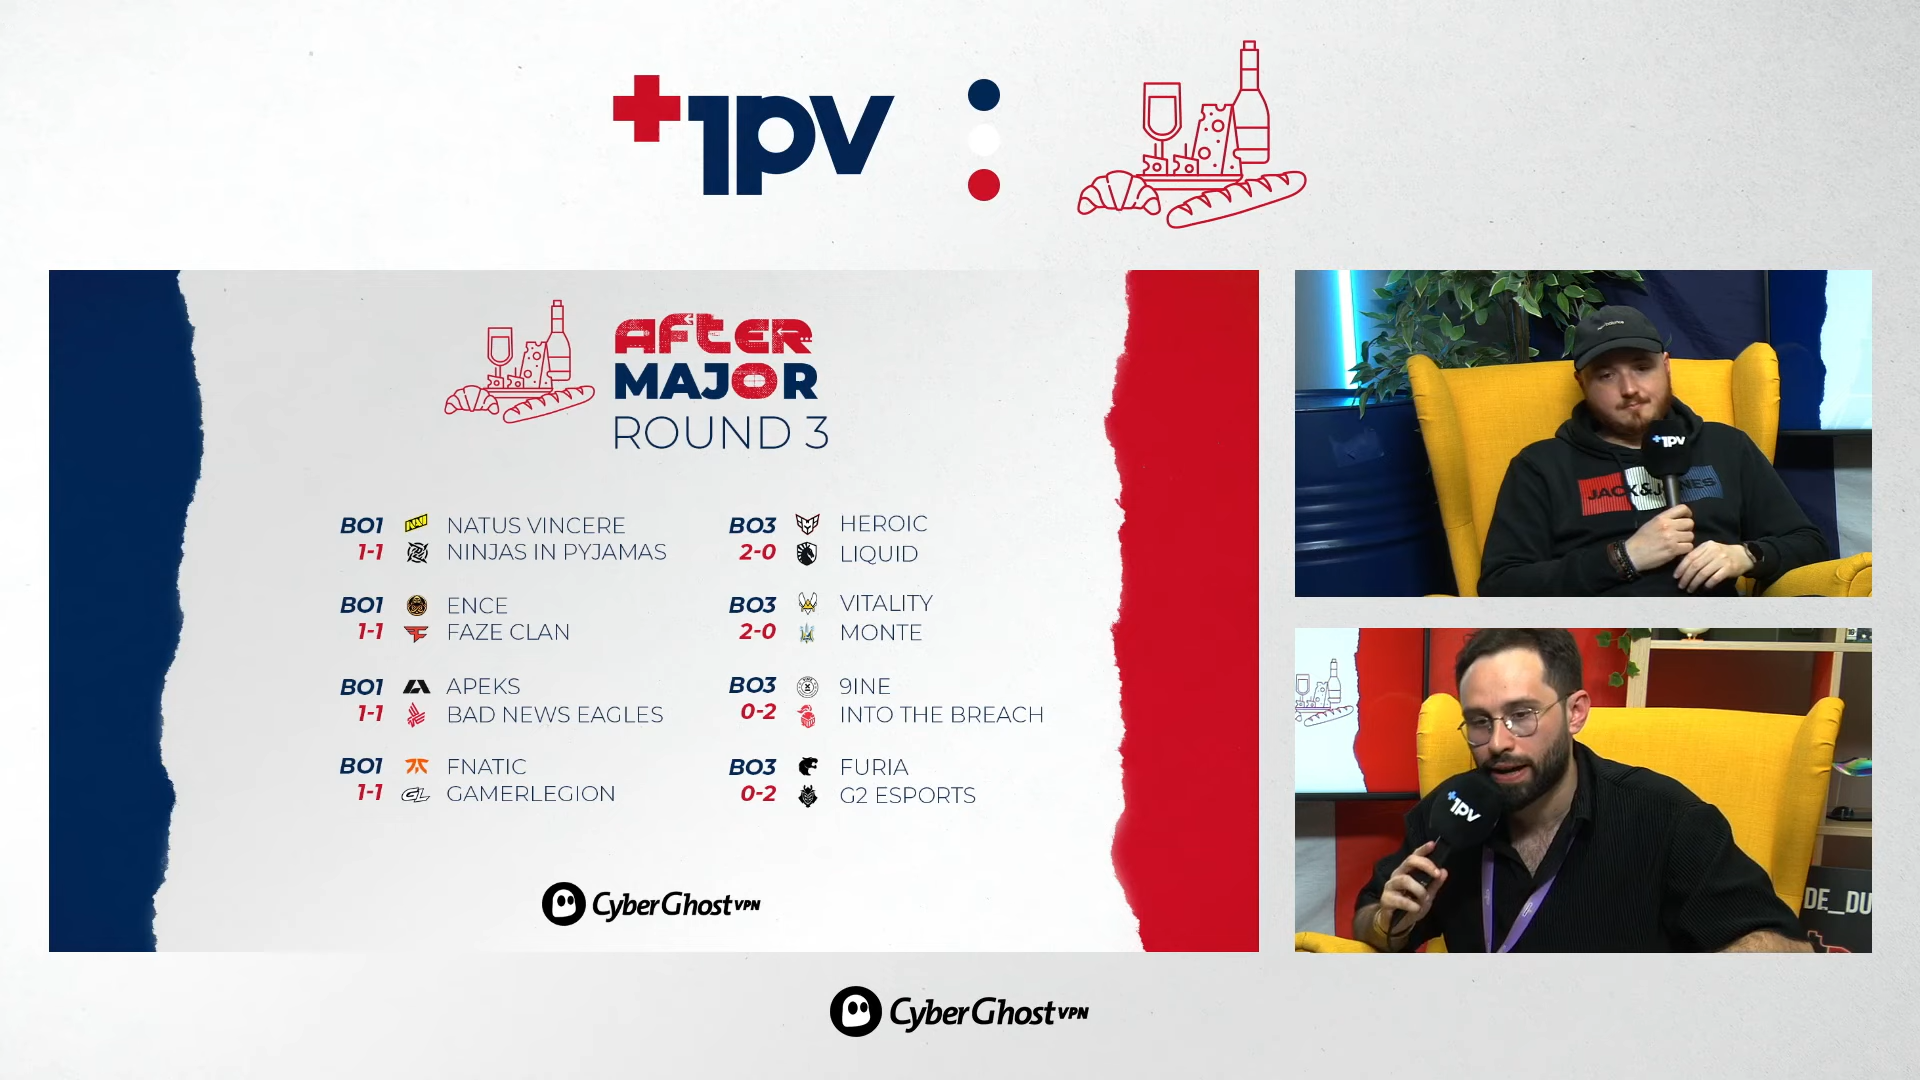 +1pv
AFTER
MAJOR
ROUND 3
BO1 NATUS VINCERE
1-1 NINJAS IN PYJAMAS
BO1 ENCE
1-1 FAZE CLAN
BO1 APEKS
1-1 BAD NEWS EAGLES
BO1 FNATIC
1-1 GL GAMERLEGION
BO3 HEROIC
2-0 LIQUID
BO3 VITALITY
2-0 MONTE
BO3 9INE
0-2 INTO THE BREACH
BO3 FURIA
0-2 G2 ESPORTS
CyberGhost VPN
+1pv
JACK&JONES
+1pv
DE_DU
CyberGhost VPN